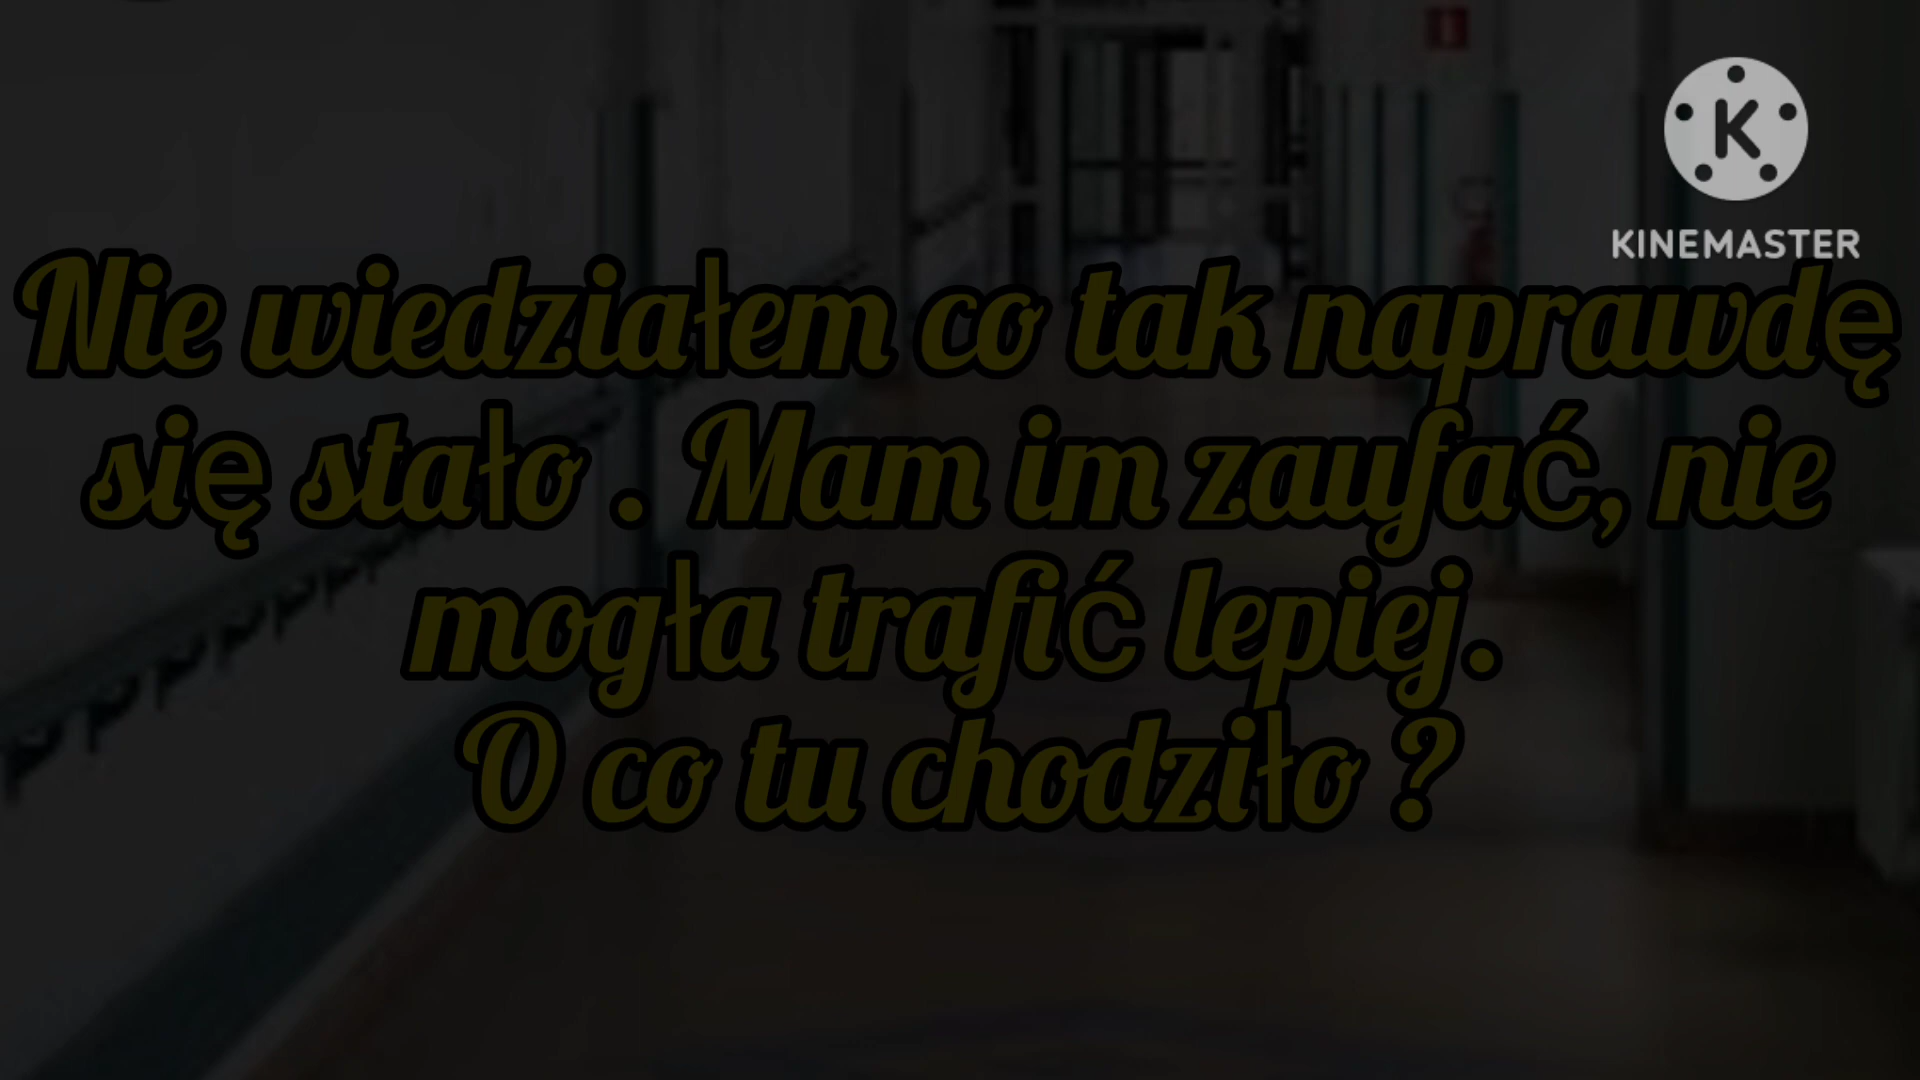 KINEMASTER
Nie wiedziałem co tak naprawdę
się stało . Mam im zaufać, nie
mogła trafić lepiej.
O co tu chodziło ?